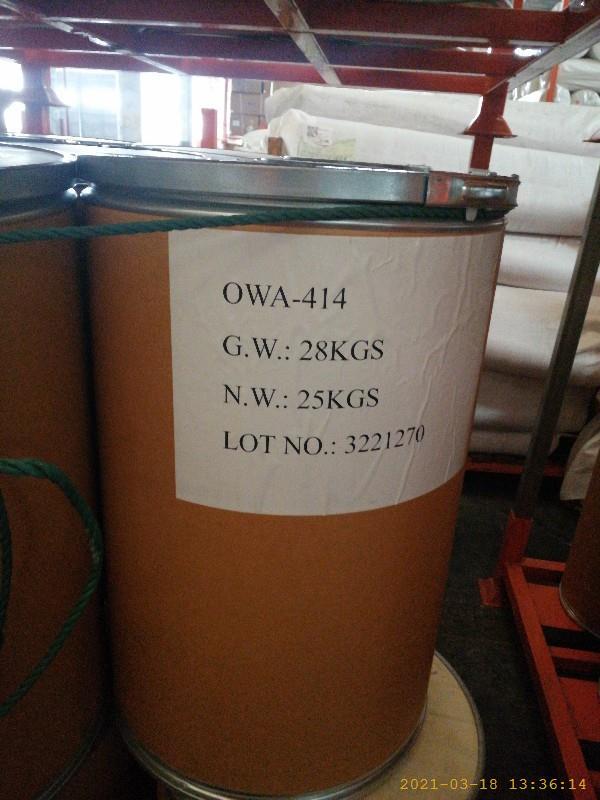 OWA-414
G.W.: 28KGS
N.W.: 25KGS
LOT NO.: 3221270
2021-03-18 13:36:14